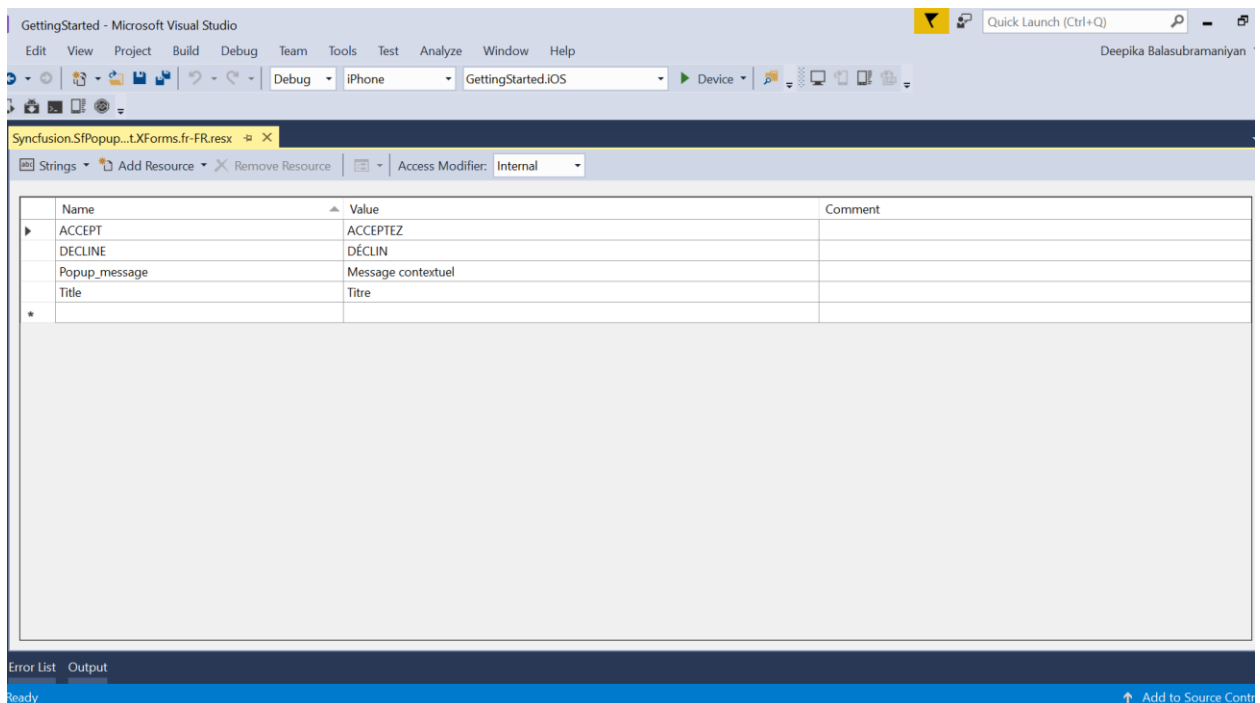 GettingStarted - Microsoft Visual Studio
Quick Launch (Ctrl+Q)
Edit View Project Build Debug Team Tools Test Analyze Window Help
Deepika Balasubramaniyan
Debug iPhone GettingStarted.iOS Device
Syncfusion.SfPopup...t.XForms.fr-FR.resx
abc Strings Add Resource Remove Resource Access Modifier: Internal
Name Value Comment
ACCEPT ACCEPTEZ
DECLINE DÉCLIN
Popup_message Message contextuel
Title Titre
*
Error List Output
Ready Add to Source Contr